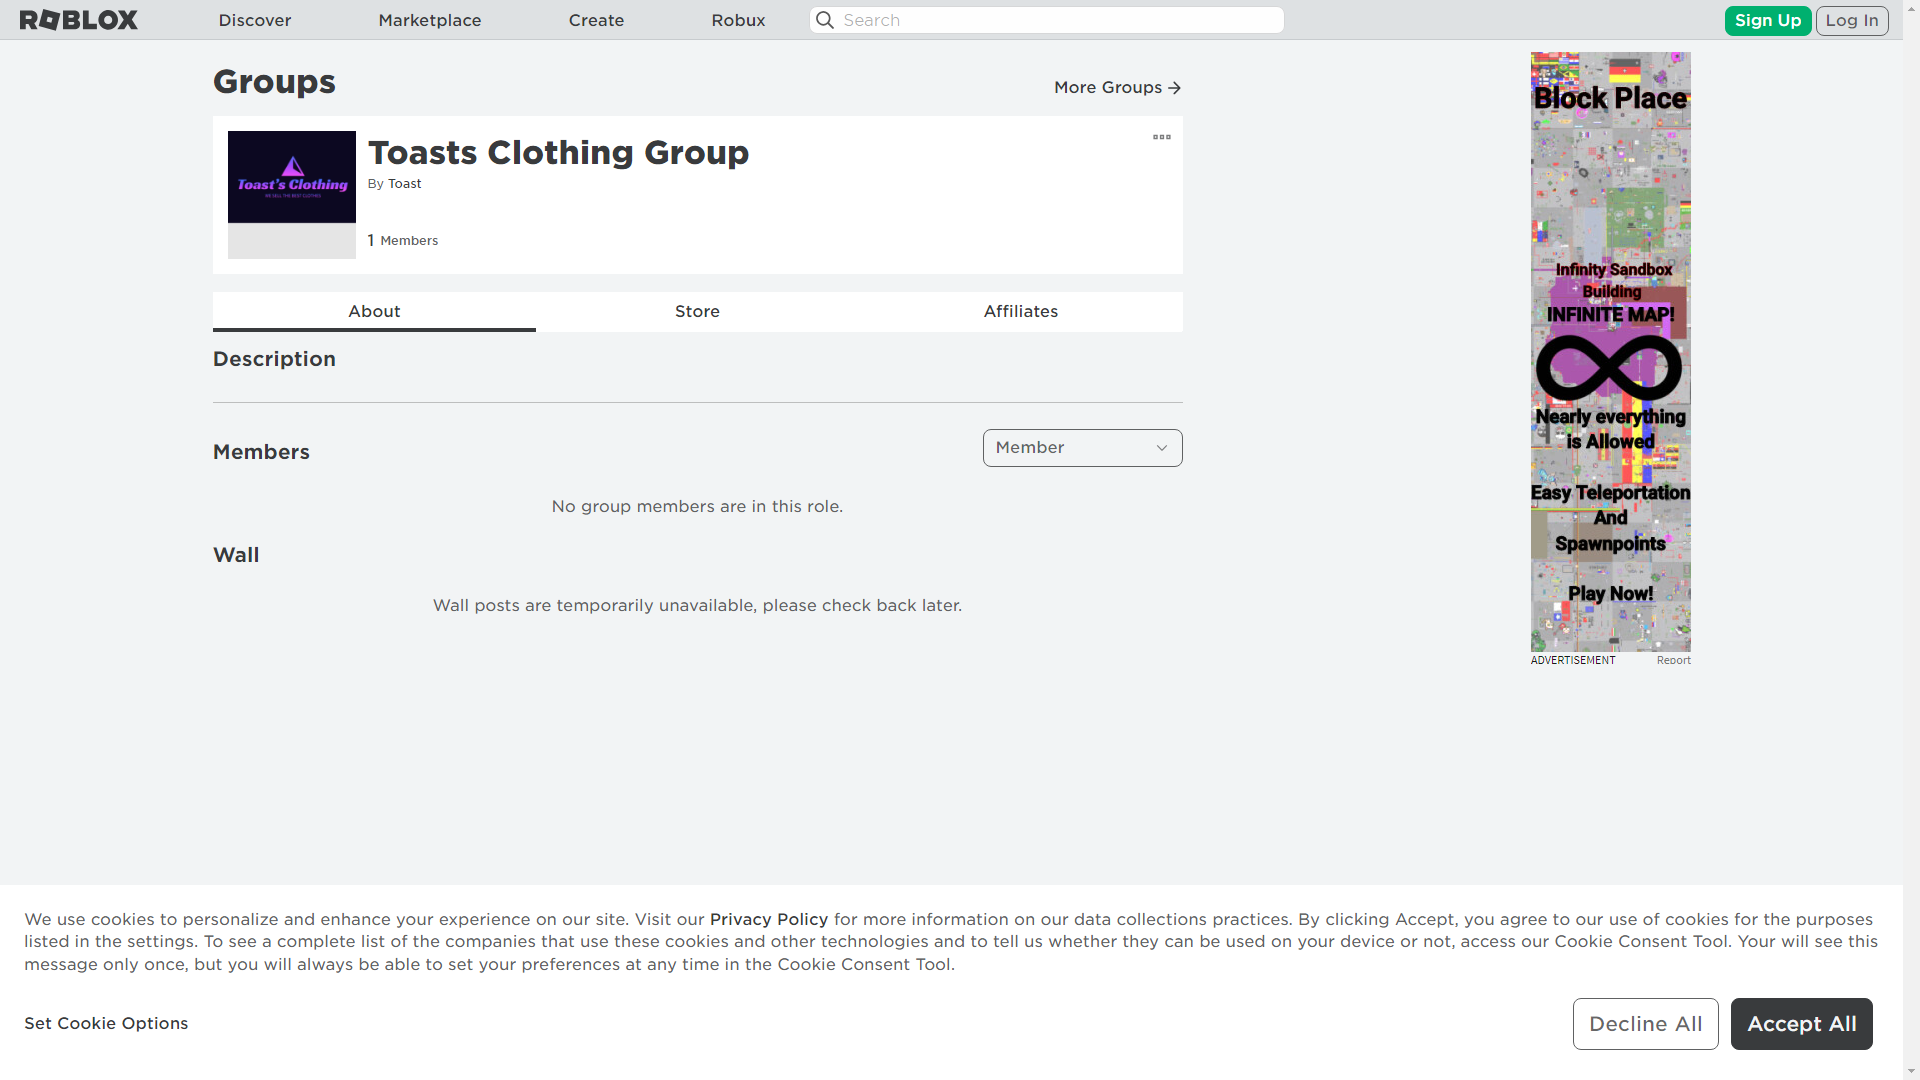 ROBLOX
Discover
Marketplace
Create
Robux
Search
Sign Up
Log In
Groups
More Groups
Toast's Clothing
WE SELL THE BEST CLOTHES
Toasts Clothing Group
By Toast
1 Members
About
Store
Affiliates
Description
Members
Member
No group members are in this role.
Wall
Wall posts are temporarily unavailable, please check back later.
Block Place
Infinity Sandbox
Building
INFINITE MAP!
Nearly everything
is Allowed
Easy Teleportation
And
Spawnpoints
Play Now!
ADVERTISEMENT
Report
We use cookies to personalize and enhance your experience on our site. Visit our Privacy Policy for more information on our data collections practices. By clicking Accept, you agree to our use of cookies for the purposes
listed in the settings. To see a complete list of the companies that use these cookies and other technologies and to tell us whether they can be used on your device or not, access our Cookie Consent Tool. Your will see this
message only once, but you will always be able to set your preferences at any time in the Cookie Consent Tool.
Set Cookie Options
Decline All
Accept All